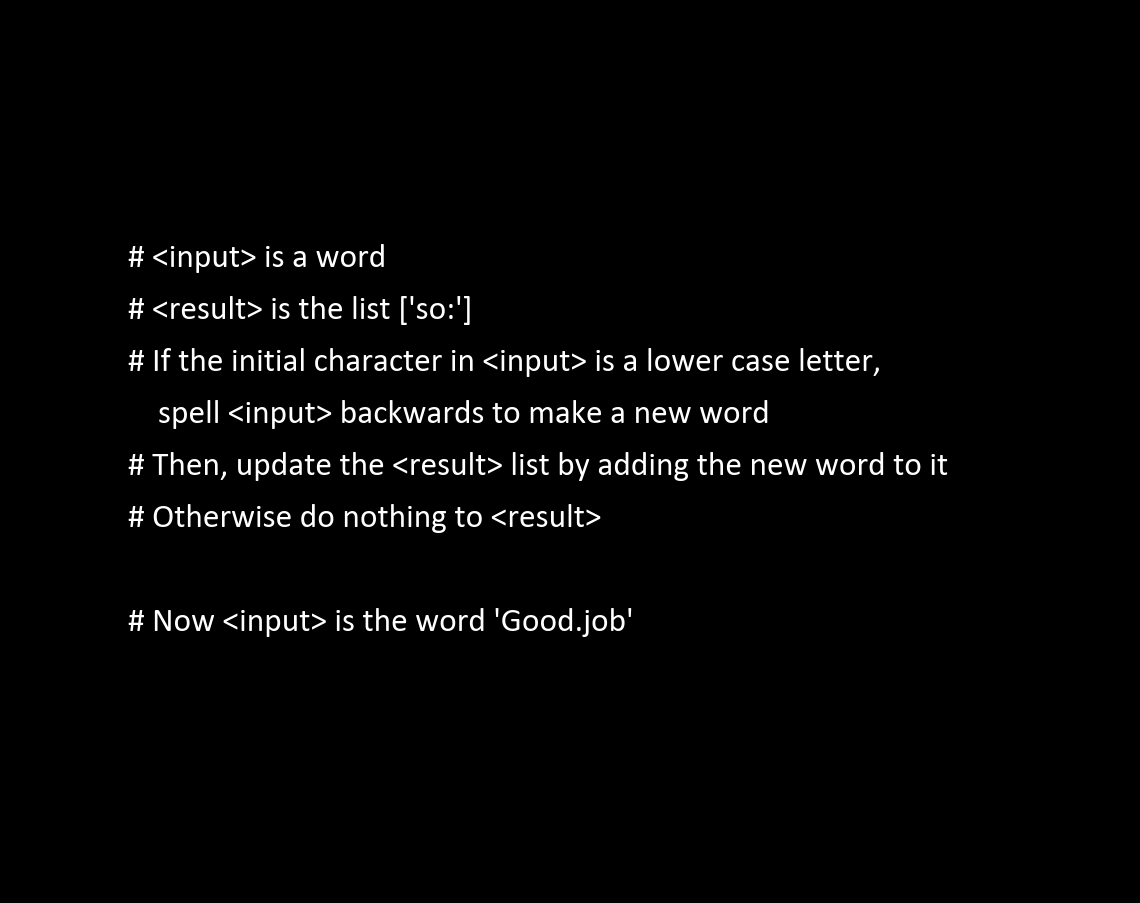 # <input> is a word
# <result> is the list ['so:']
# If the initial character in <input> is a lower case letter,
spell <input> backwards to make a new word
# Then, update the <result> list by adding the new word to it
# Otherwise do nothing to <result>
# Now <input> is the word 'Good.job'